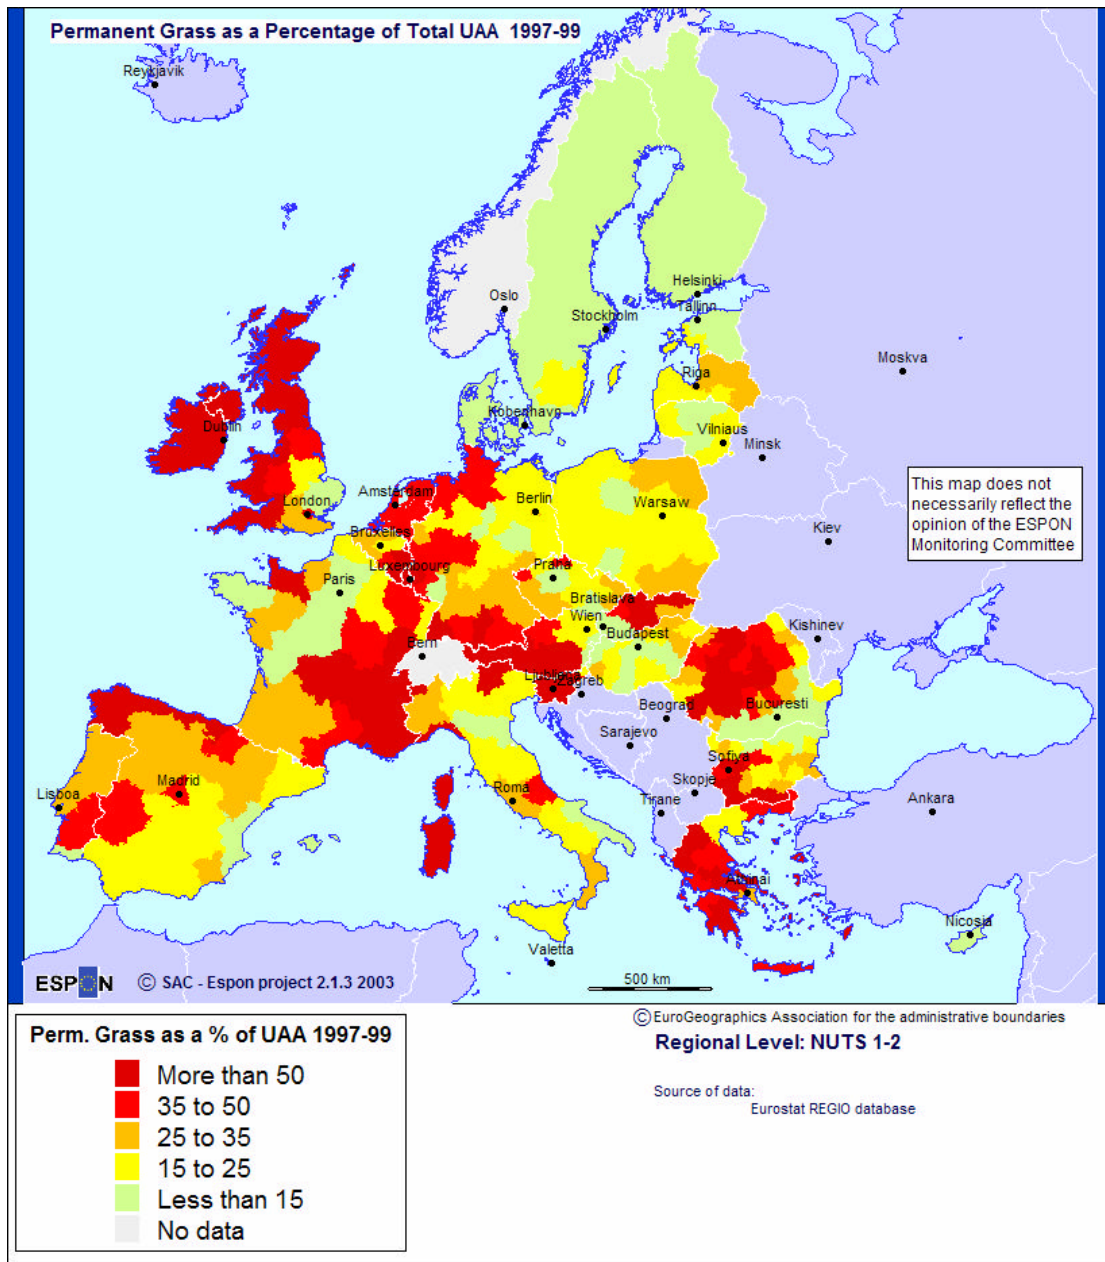 Permanent Grass as a Percentage of Total UAA 1997-99
Reykjavik
Helsinki
Oslo
Tallinn
Stockholm
Moskva
Riga
København
Dublin
Vilniaus
Minsk
This map does not
necessarily reflect the
opinion of the ESPON
Monitoring Committee
Amsterdam
Berlin
London
Warsaw
Kiev
Bruxelles
Luxembourg
Praha
Paris
Bratislava
Wien
Kishinev
Budapest
Bern
Ljubljana
Zagreb
Beograd
Bucuresti
Sarajevo
Sofiya
Madrid
Skopje
Roma
Lisboa
Tirane
Ankara
Athinai
Nicosia
Valetta
ESPON © SAC - Espon project 2.1.3 2003
500 km
© EuroGeographics Association for the administrative boundaries
Regional Level: NUTS 1-2
Perm. Grass as a % of UAA 1997-99
More than 50
35 to 50
25 to 35
15 to 25
Less than 15
No data
Source of data:
Eurostat REGIO database